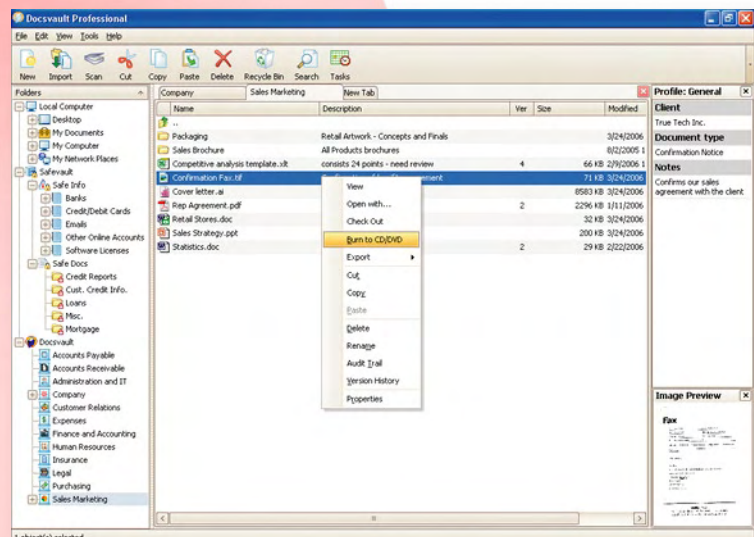 Docsvault Professional
File Edit View Tools Help
New Import Scan Cut Copy Paste Delete Recycle Bin Search Tasks
Folders
Local Computer
Desktop
My Documents
My Computer
My Network Places
Safevault
Safe Info
Banks
Credit/Debit Cards
Emails
Other Online Accounts
Software Licenses
Safe Docs
Credit Reports
Cust. Credit Info.
Loans
Misc.
Mortgage
Docsvault
Accounts Payable
Accounts Receivable
Administration and IT
Company
Customer Relations
Expenses
Finance and Accounting
Human Resources
Insurance
Legal
Purchasing
Sales Marketing
Company Sales Marketing New Tab
Name Description Ver Size Modified
..
Packaging Retail Artwork - Concepts and Finals 3/24/2006
Sales Brochure All Products brochures 8/2/2005 1
Competitive analysis template.xlt consists 24 points - need review 4 66 KB 2/9/2006 1
Confirmation Fax.tif 71 KB 3/24/2006
Cover letter.ai 8583 KB 3/24/2006
Rep Agreement.pdf 2 2296 KB 1/11/2006
Retail Stores.doc 32 KB 3/24/2006
Sales Strategy.ppt 200 KB 3/24/2006
Statistics.doc 2 29 KB 2/22/2006
View
Open with...
Check Out
Burn to CD/DVD
Export
Cut
Copy
Paste
Delete
Rename
Audit Trail
Version History
Properties
Profile: General
Client
True Tech Inc.
Document type
Confirmation Notice
Notes
Confirms our sales
agreement with the client
Image Preview
Fax
1 object(s) selected